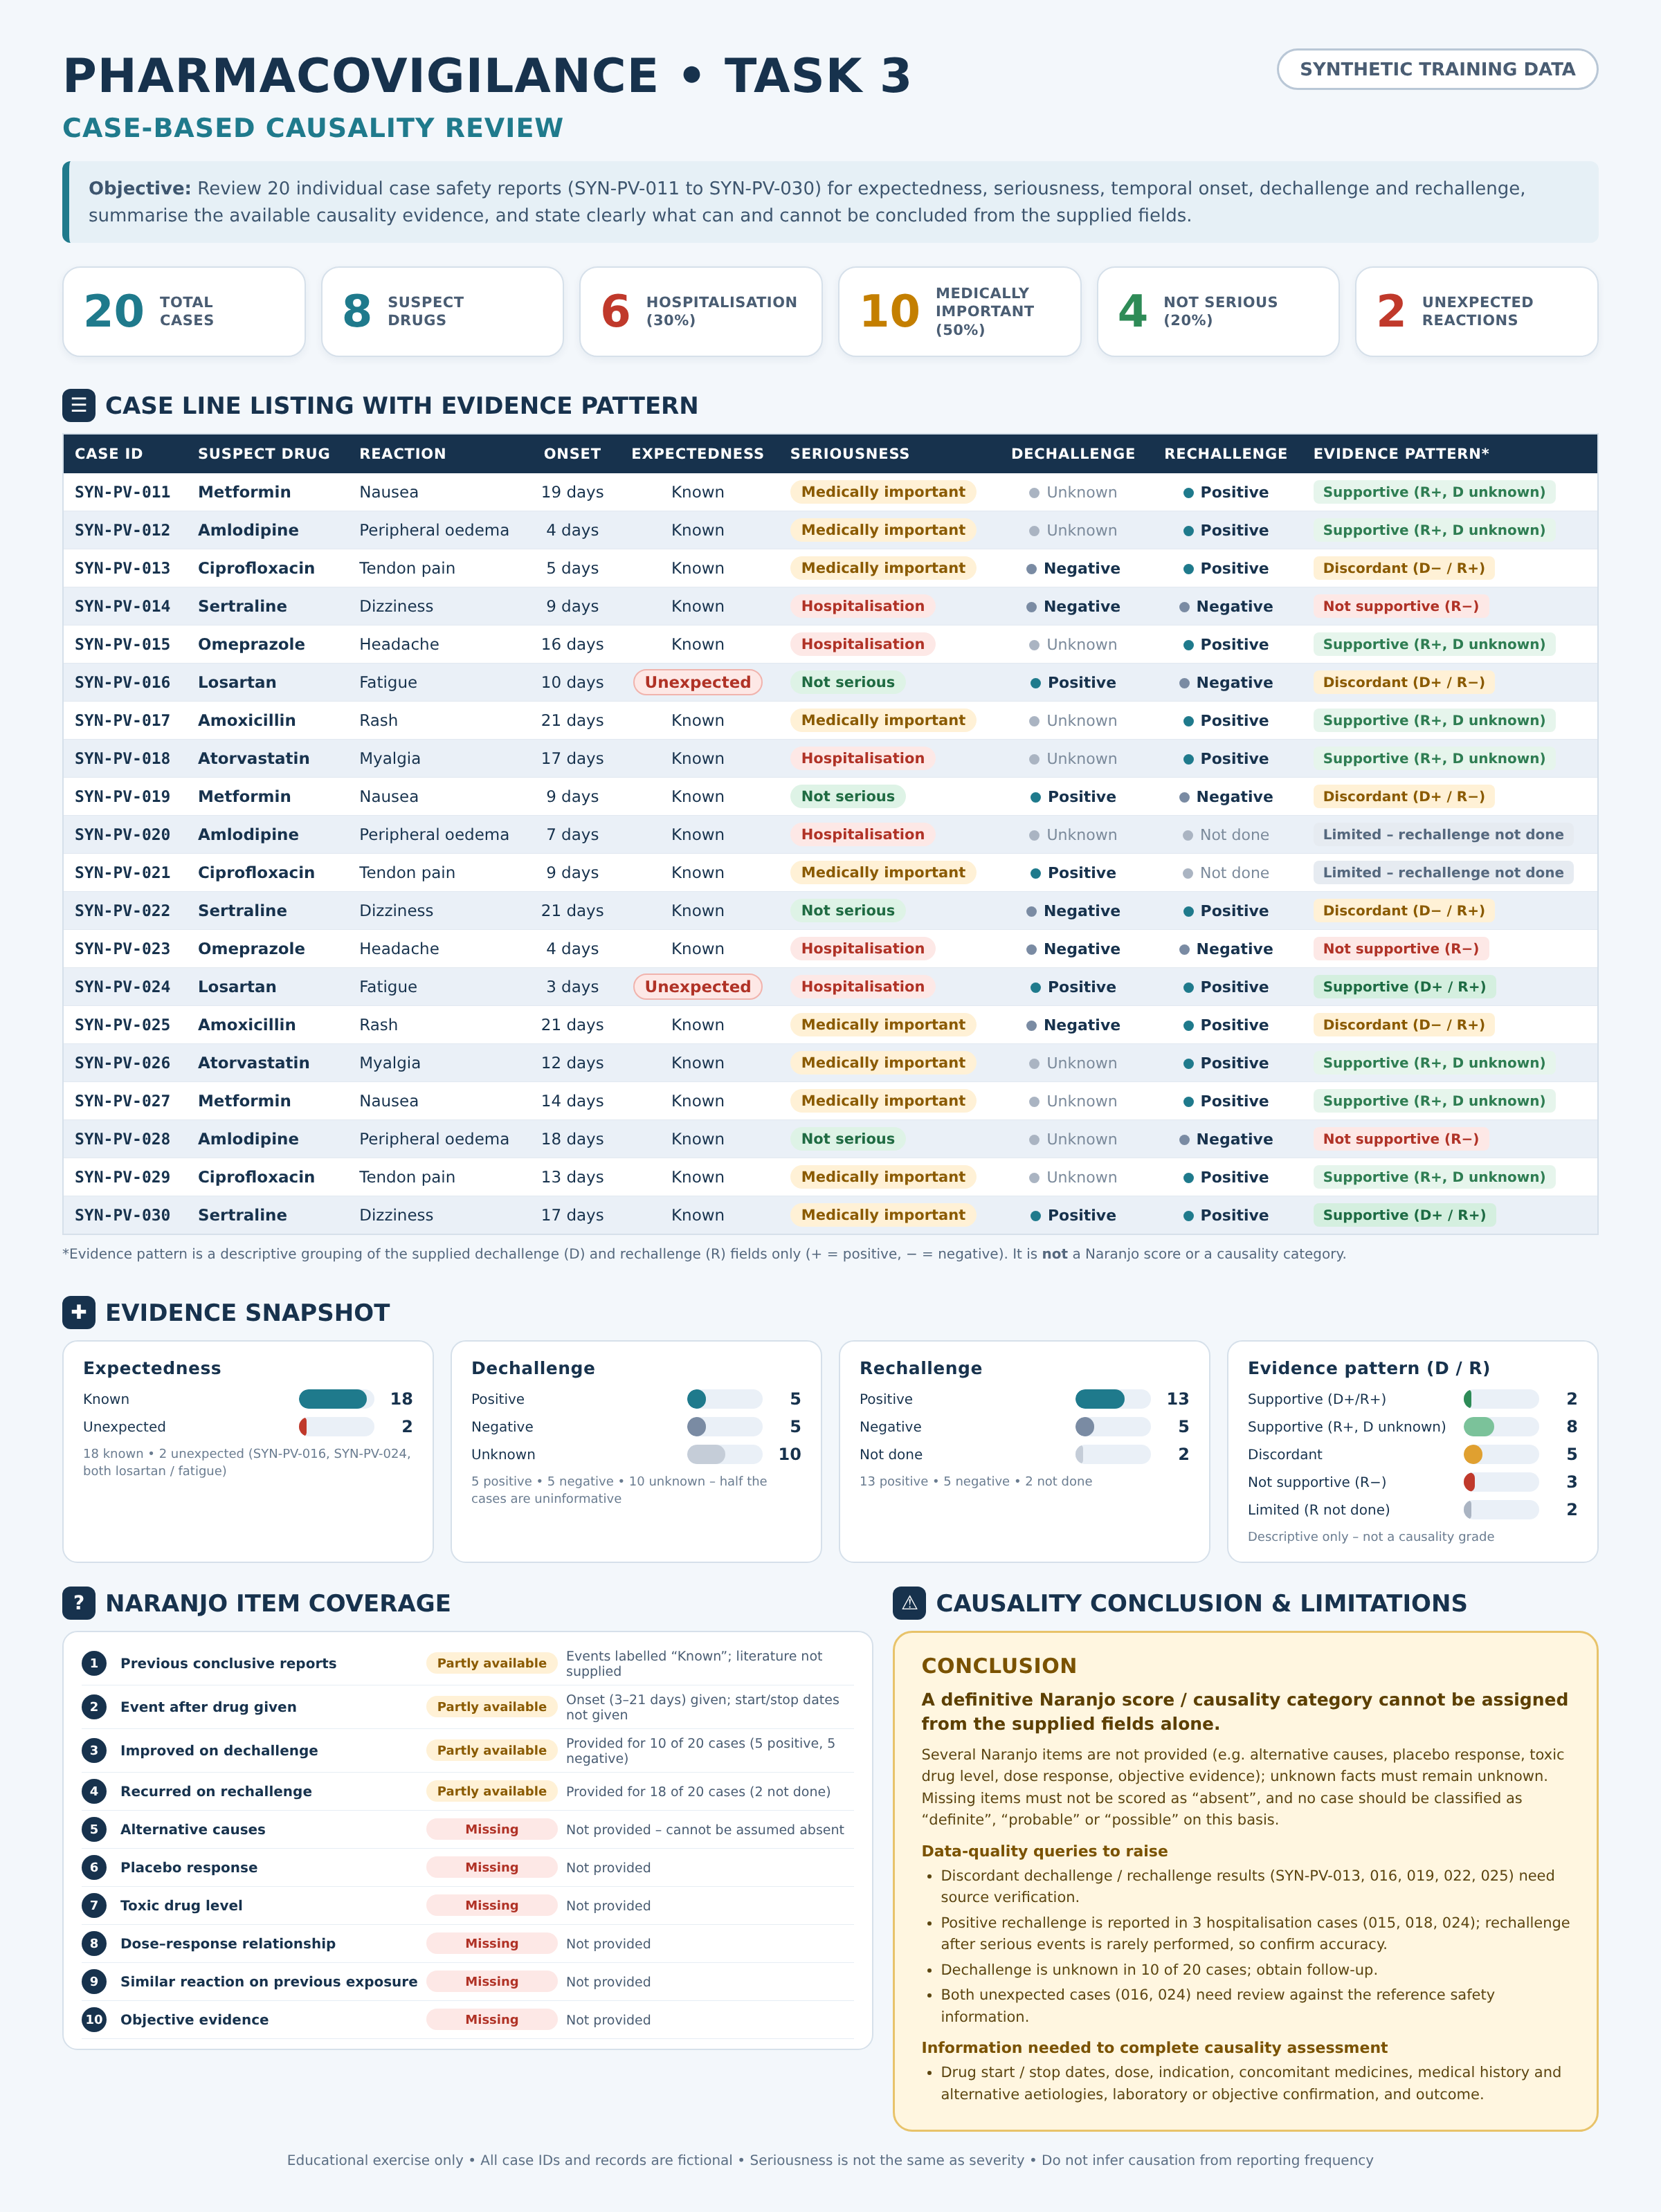 PHARMACOVIGILANCE • TASK 3
SYNTHETIC TRAINING DATA
CASE-BASED CAUSALITY REVIEW
Objective: Review 20 individual case safety reports (SYN-PV-011 to SYN-PV-030) for expectedness, seriousness, temporal onset, dechallenge and rechallenge,
summarise the available causality evidence, and state clearly what can and cannot be concluded from the supplied fields.
20 TOTAL
CASES
8 SUSPECT
DRUGS
6 HOSPITALISATION
(30%)
10 MEDICALLY
IMPORTANT
(50%)
4 NOT SERIOUS
(20%)
2 UNEXPECTED
REACTIONS
☰ CASE LINE LISTING WITH EVIDENCE PATTERN
CASE ID SUSPECT DRUG REACTION ONSET EXPECTEDNESS SERIOUSNESS DECHALLENGE RECHALLENGE EVIDENCE PATTERN*
SYN-PV-011 Metformin Nausea 19 days Known Medically important Unknown Positive Supportive (R+, D unknown)
SYN-PV-012 Amlodipine Peripheral oedema 4 days Known Medically important Unknown Positive Supportive (R+, D unknown)
SYN-PV-013 Ciprofloxacin Tendon pain 5 days Known Medically important Negative Positive Discordant (D− / R+)
SYN-PV-014 Sertraline Dizziness 9 days Known Hospitalisation Negative Negative Not supportive (R−)
SYN-PV-015 Omeprazole Headache 16 days Known Hospitalisation Unknown Positive Supportive (R+, D unknown)
SYN-PV-016 Losartan Fatigue 10 days Unexpected Not serious Positive Negative Discordant (D+ / R−)
SYN-PV-017 Amoxicillin Rash 21 days Known Medically important Unknown Positive Supportive (R+, D unknown)
SYN-PV-018 Atorvastatin Myalgia 17 days Known Hospitalisation Unknown Positive Supportive (R+, D unknown)
SYN-PV-019 Metformin Nausea 9 days Known Not serious Positive Negative Discordant (D+ / R−)
SYN-PV-020 Amlodipine Peripheral oedema 7 days Known Hospitalisation Unknown Not done Limited – rechallenge not done
SYN-PV-021 Ciprofloxacin Tendon pain 9 days Known Medically important Positive Not done Limited – rechallenge not done
SYN-PV-022 Sertraline Dizziness 21 days Known Not serious Negative Positive Discordant (D− / R+)
SYN-PV-023 Omeprazole Headache 4 days Known Hospitalisation Negative Negative Not supportive (R−)
SYN-PV-024 Losartan Fatigue 3 days Unexpected Hospitalisation Positive Positive Supportive (D+ / R+)
SYN-PV-025 Amoxicillin Rash 21 days Known Medically important Negative Positive Discordant (D− / R+)
SYN-PV-026 Atorvastatin Myalgia 12 days Known Medically important Unknown Positive Supportive (R+, D unknown)
SYN-PV-027 Metformin Nausea 14 days Known Medically important Unknown Positive Supportive (R+, D unknown)
SYN-PV-028 Amlodipine Peripheral oedema 18 days Known Not serious Unknown Negative Not supportive (R−)
SYN-PV-029 Ciprofloxacin Tendon pain 13 days Known Medically important Unknown Positive Supportive (R+, D unknown)
SYN-PV-030 Sertraline Dizziness 17 days Known Medically important Positive Positive Supportive (D+ / R+)
*Evidence pattern is a descriptive grouping of the supplied dechallenge (D) and rechallenge (R) fields only (+ = positive, − = negative). It is not a Naranjo score or a causality category.
✚ EVIDENCE SNAPSHOT
Expectedness
Known 18
Unexpected 2
18 known • 2 unexpected (SYN-PV-016, SYN-PV-024,
both losartan / fatigue)
Dechallenge
Positive 5
Negative 5
Unknown 10
5 positive • 5 negative • 10 unknown – half the
cases are uninformative
Rechallenge
Positive 13
Negative 5
Not done 2
13 positive • 5 negative • 2 not done
Evidence pattern (D / R)
Supportive (D+/R+) 2
Supportive (R+, D unknown) 8
Discordant 5
Not supportive (R−) 3
Limited (R not done) 2
Descriptive only – not a causality grade
? NARANJO ITEM COVERAGE
1 Previous conclusive reports Partly available Events labelled “Known”; literature not
supplied
2 Event after drug given Partly available Onset (3–21 days) given; start/stop dates
not given
3 Improved on dechallenge Partly available Provided for 10 of 20 cases (5 positive, 5
negative)
4 Recurred on rechallenge Partly available Provided for 18 of 20 cases (2 not done)
5 Alternative causes Missing Not provided – cannot be assumed absent
6 Placebo response Missing Not provided
7 Toxic drug level Missing Not provided
8 Dose–response relationship Missing Not provided
9 Similar reaction on previous exposure Missing Not provided
10 Objective evidence Missing Not provided
⚠ CAUSALITY CONCLUSION & LIMITATIONS
CONCLUSION
A definitive Naranjo score / causality category cannot be assigned
from the supplied fields alone.
Several Naranjo items are not provided (e.g. alternative causes, placebo response, toxic
drug level, dose response, objective evidence); unknown facts must remain unknown.
Missing items must not be scored as “absent”, and no case should be classified as
“definite”, “probable” or “possible” on this basis.
Data-quality queries to raise
• Discordant dechallenge / rechallenge results (SYN-PV-013, 016, 019, 022, 025) need
source verification.
• Positive rechallenge is reported in 3 hospitalisation cases (015, 018, 024); rechallenge
after serious events is rarely performed, so confirm accuracy.
• Dechallenge is unknown in 10 of 20 cases; obtain follow-up.
• Both unexpected cases (016, 024) need review against the reference safety
information.
Information needed to complete causality assessment
• Drug start / stop dates, dose, indication, concomitant medicines, medical history and
alternative aetiologies, laboratory or objective confirmation, and outcome.
Educational exercise only • All case IDs and records are fictional • Seriousness is not the same as severity • Do not infer causation from reporting frequency